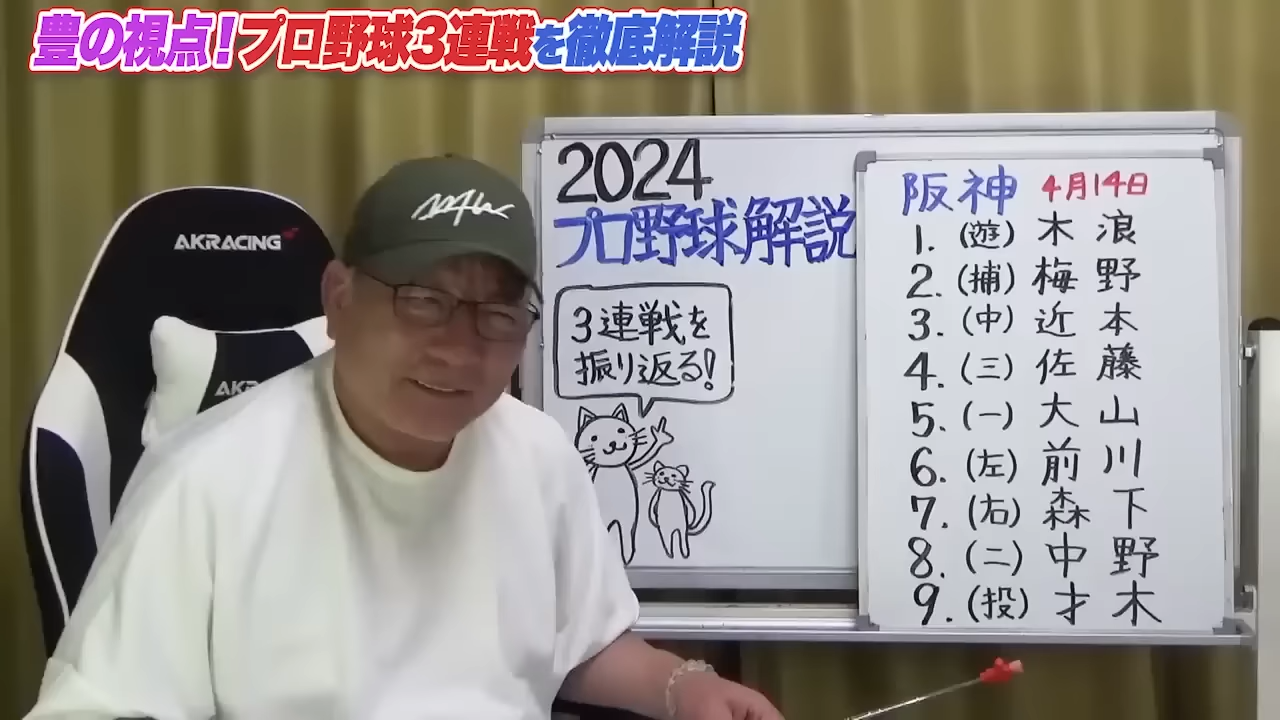 豊の視点!プロ野球3連戦を徹底解説
AKRACING
2024
プロ野球解説
3連戦を
振り返る!
阪神 4月14日
1.(遊)木浪
2.(捕)梅野
3.(中)近本
4.(三)佐藤
5.(一)大山
6.(左)前川
7.(右)森下
8.(二)中野
9.(投)才木